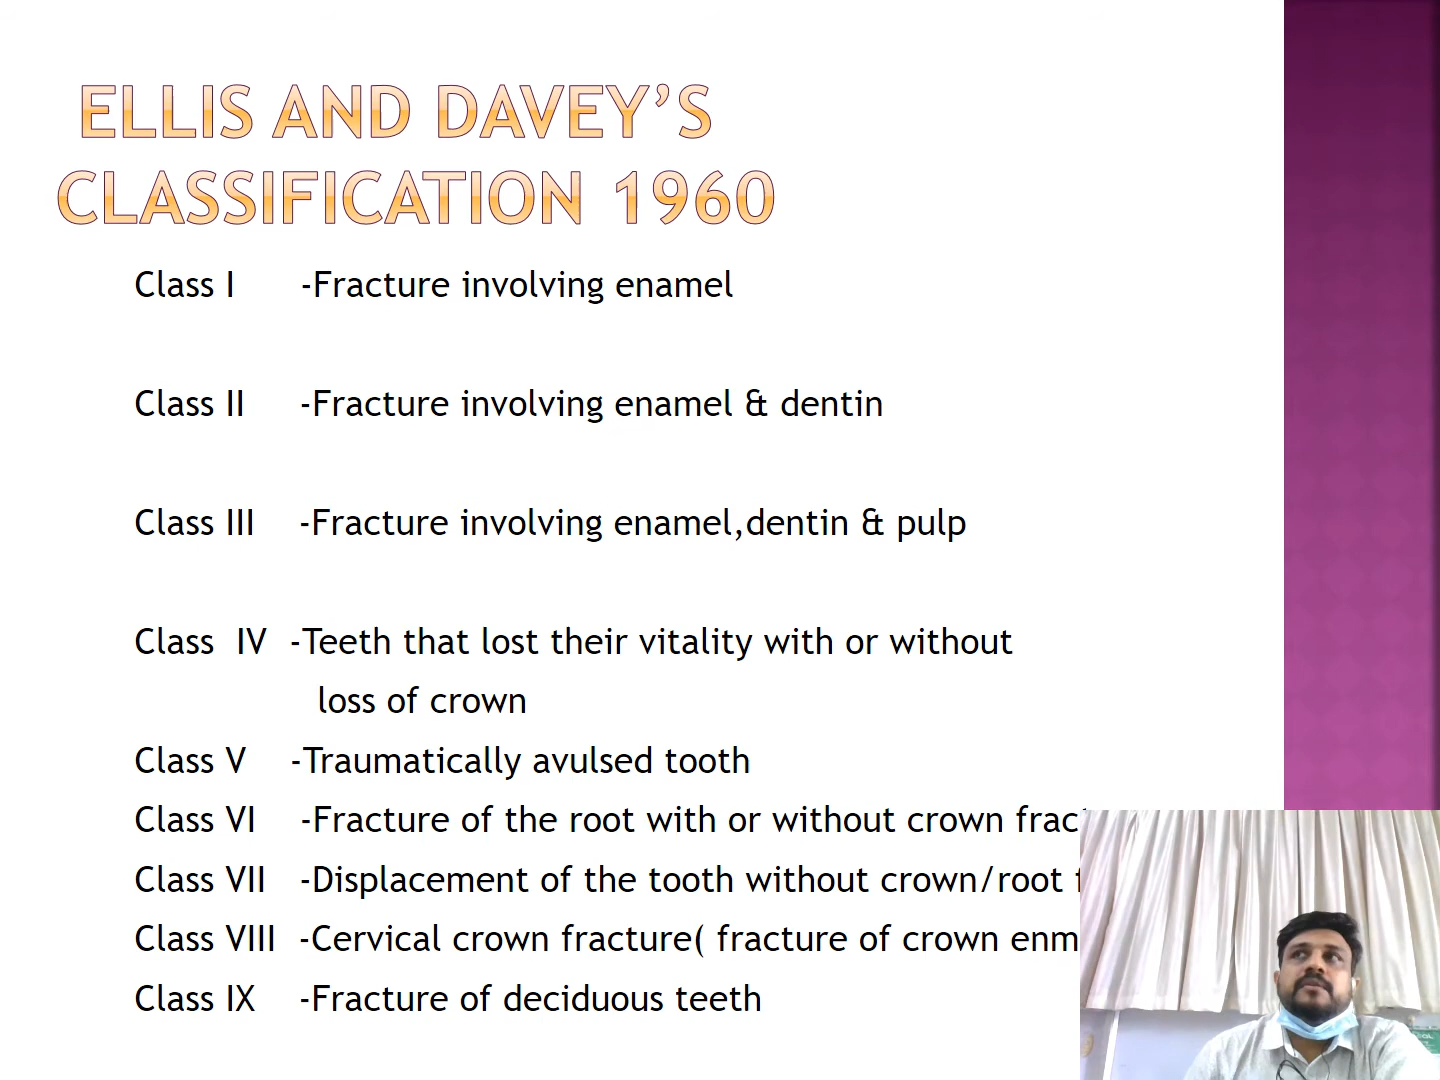 ELLIS AND DAVEY’S
CLASSIFICATION 1960
Class I -Fracture involving enamel
Class II -Fracture involving enamel & dentin
Class III -Fracture involving enamel,dentin & pulp
Class IV -Teeth that lost their vitality with or without
loss of crown
Class V -Traumatically avulsed tooth
Class VI -Fracture of the root with or without crown
Class VII -Displacement of the tooth without crown/root
Class VIII -Cervical crown fracture( fracture of crown
Class IX -Fracture of deciduous teeth